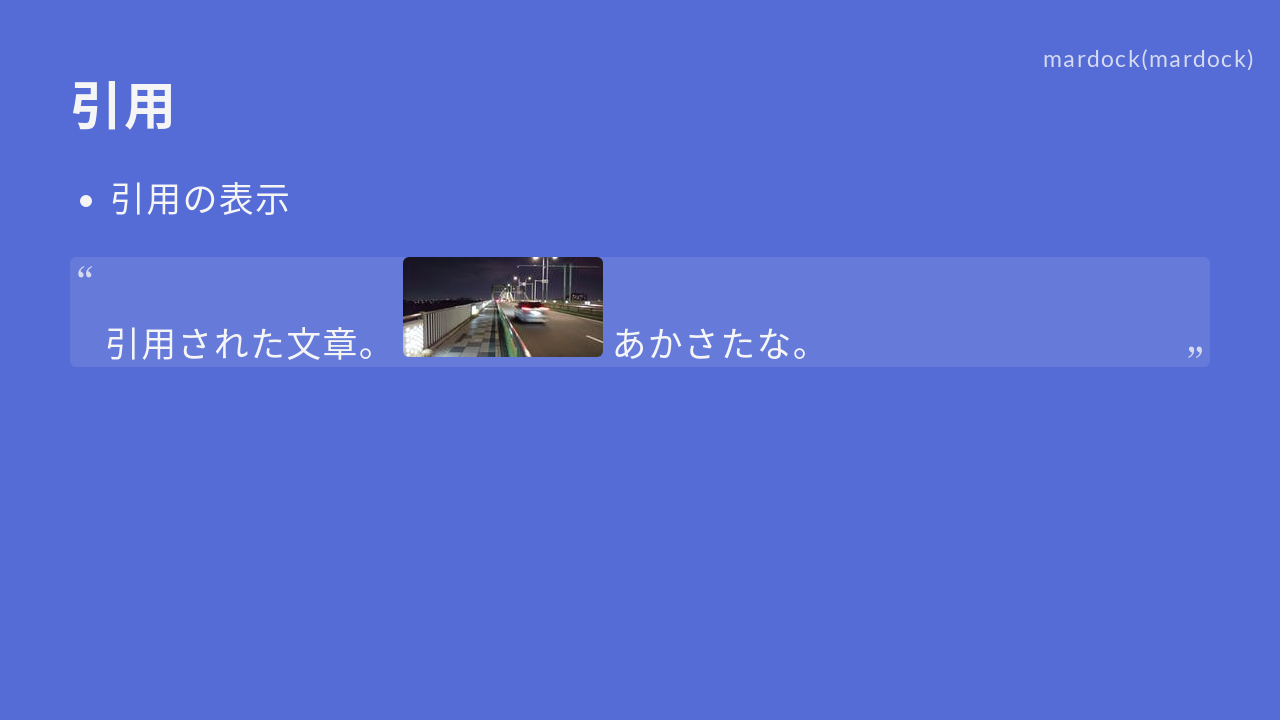 mardock(mardock)
引用
• 引用の表示
“
引用された文章。 あかさたな。
”